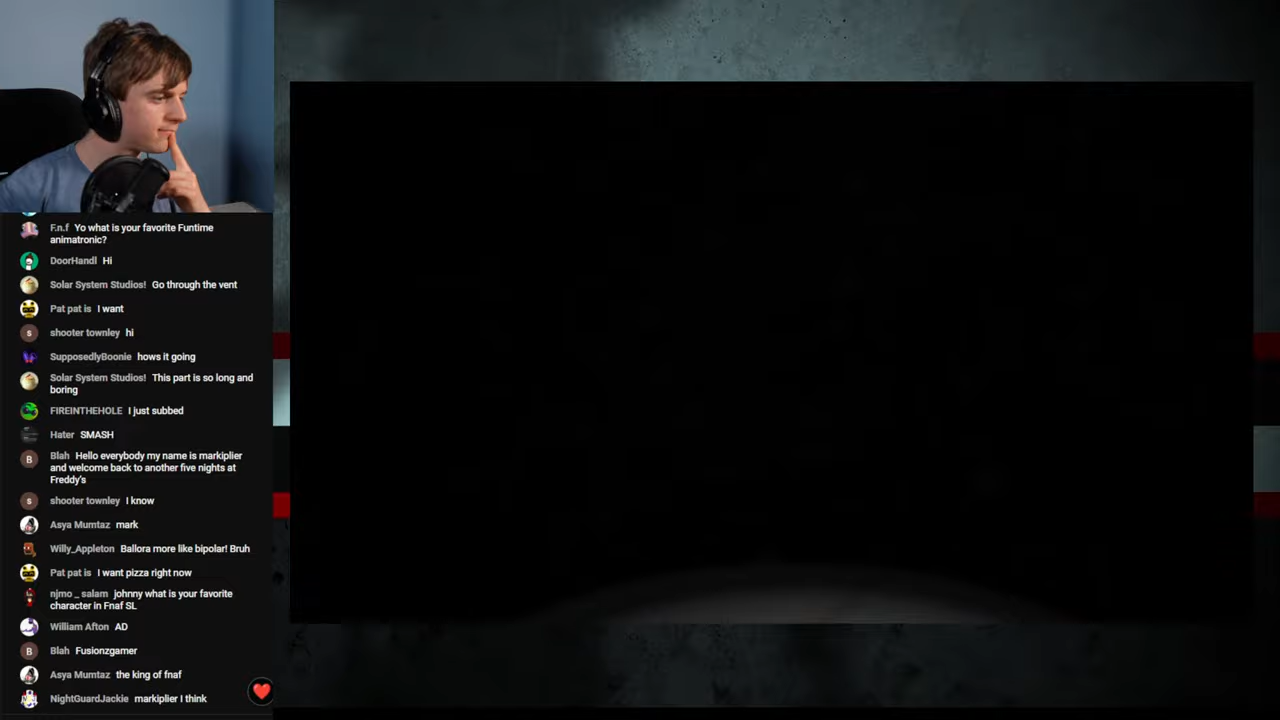 F.n.f Yo what is your favorite Funtime
animatronic?
DoorHandl Hi
Solar System Studios! Go through the vent
Pat pat is I want
s shooter townley hi
SupposedlyBoonie hows it going
Solar System Studios! This part is so long and
boring
FIREINTHEHOLE I just subbed
Hater SMASH
Blah Hello everybody my name is markiplier
B and welcome back to another five nights at
Freddy's
s shooter townley I know
Asya Mumtaz mark
Willy_Appleton Ballora more like bipolar! Bruh
Pat pat is I want pizza right now
njmo _ salam johnny what is your favorite
character in Fnaf SL
William Afton AD
B Blah Fusionzgamer
Asya Mumtaz the king of fnaf
NightGuardJackie markiplier I think